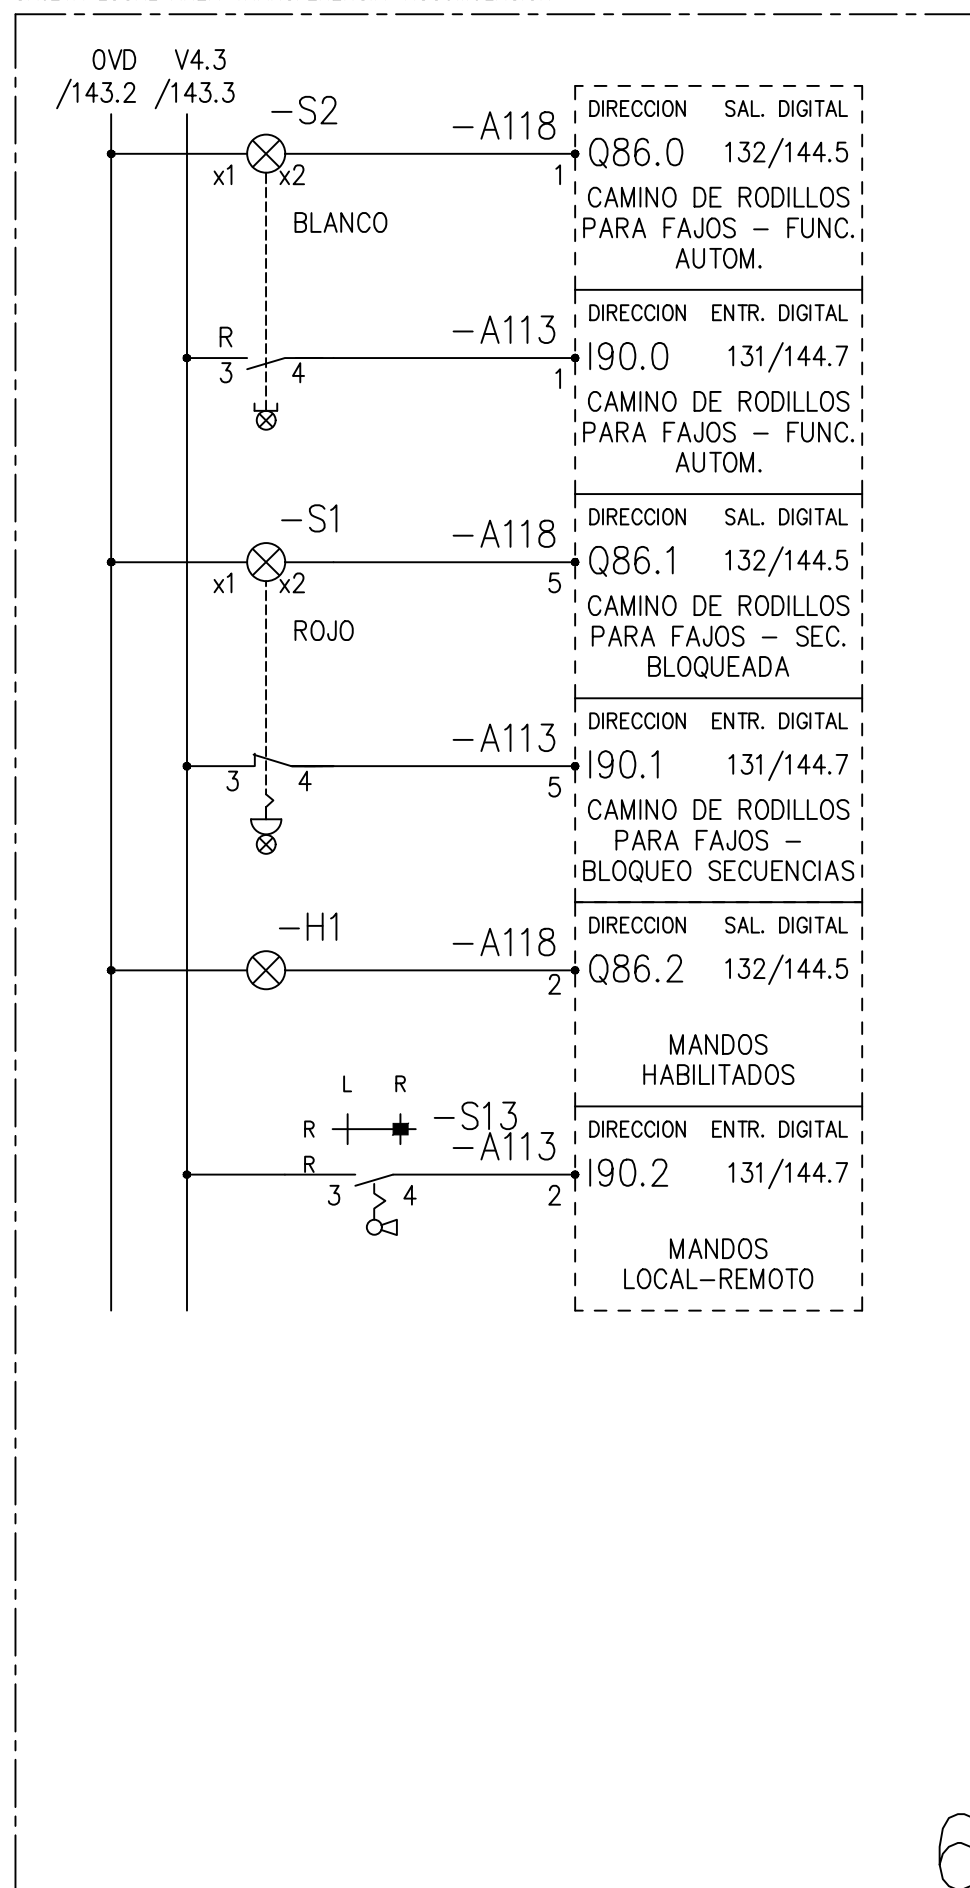 0VD V4.3
/143.2 /143.3
-S2
-A118
x1 x2
1
BLANCO
DIRECCION SAL. DIGITAL
Q86.0 132/144.5
CAMINO DE RODILLOS
PARA FAJOS - FUNC.
AUTOM.
R
3 4
-A113
1
DIRECCION ENTR. DIGITAL
I90.0 131/144.7
CAMINO DE RODILLOS
PARA FAJOS - FUNC.
AUTOM.
-S1
-A118
x1 x2
5
ROJO
DIRECCION SAL. DIGITAL
Q86.1 132/144.5
CAMINO DE RODILLOS
PARA FAJOS - SEC.
BLOQUEADA
-A113
3 4
5
DIRECCION ENTR. DIGITAL
I90.1 131/144.7
CAMINO DE RODILLOS
PARA FAJOS -
BLOQUEO SECUENCIAS
-H1
-A118
2
DIRECCION SAL. DIGITAL
Q86.2 132/144.5
MANDOS
HABILITADOS
L R
R
-S13
-A113
R
3 4
2
DIRECCION ENTR. DIGITAL
I90.2 131/144.7
MANDOS
LOCAL-REMOTO